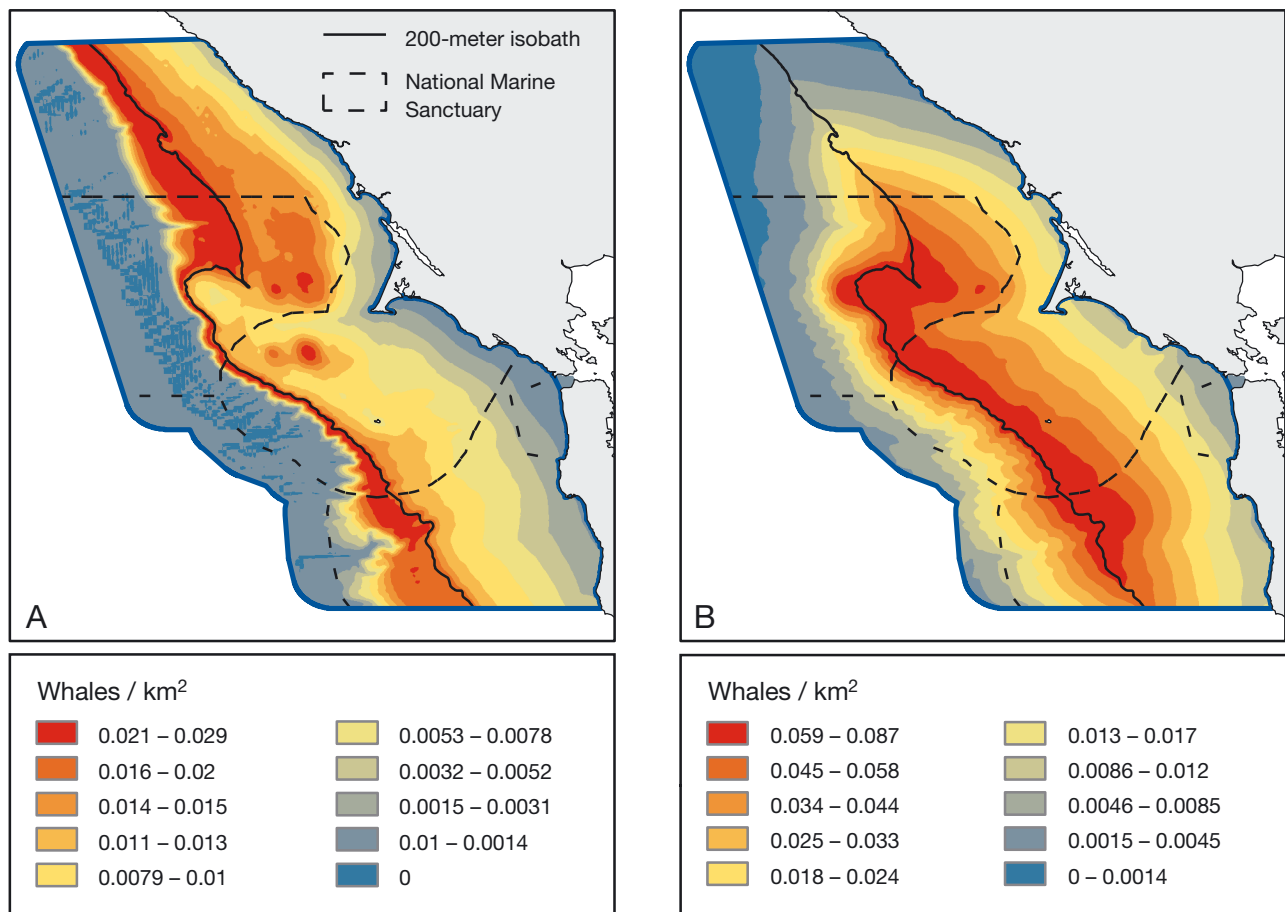 200-meter isobath
National Marine
Sanctuary
A
B
Whales / km²
0.021 – 0.029
0.016 – 0.02
0.014 – 0.015
0.011 – 0.013
0.0079 – 0.01
0.0053 – 0.0078
0.0032 – 0.0052
0.0015 – 0.0031
0.01 – 0.0014
0
Whales / km²
0.059 – 0.087
0.045 – 0.058
0.034 – 0.044
0.025 – 0.033
0.018 – 0.024
0.013 – 0.017
0.0086 – 0.012
0.0046 – 0.0085
0.0015 – 0.0045
0 – 0.0014